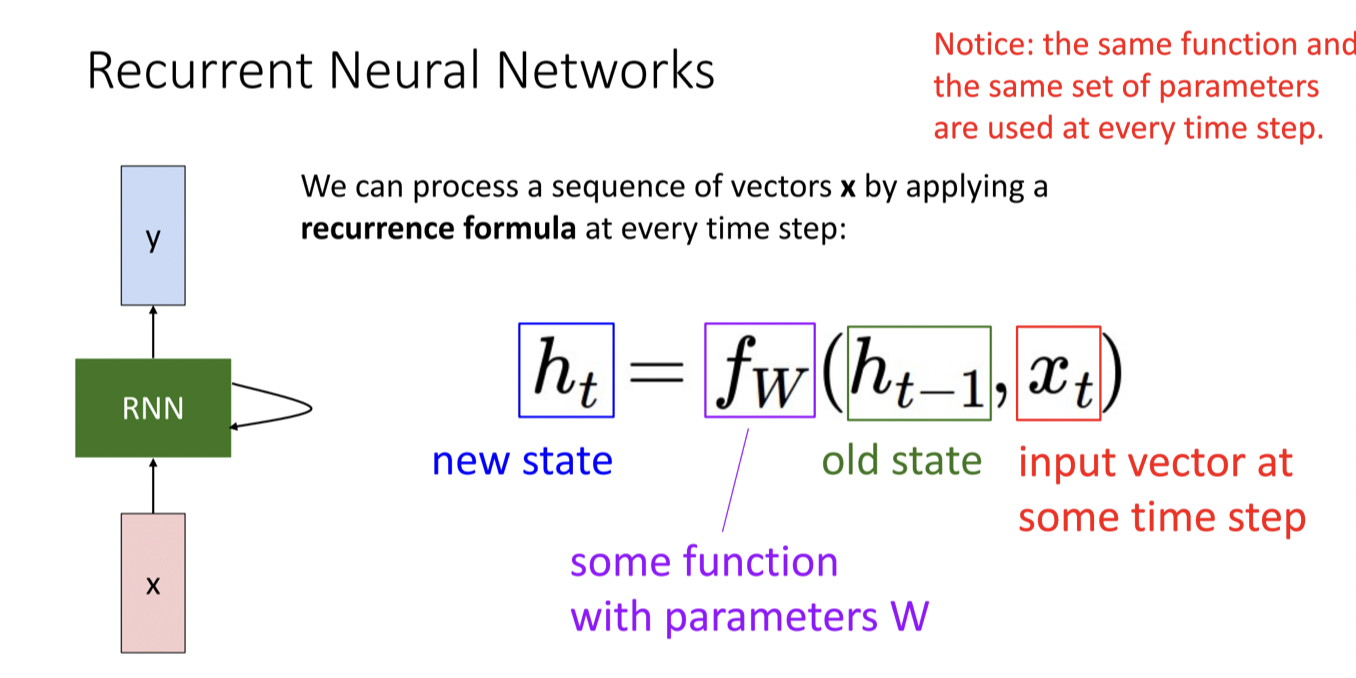 Recurrent Neural Networks
Notice: the same function and
the same set of parameters
are used at every time step.
We can process a sequence of vectors x by applying a
recurrence formula at every time step:
y
RNN
x
h_t = f_W(h_{t-1}, x_t)
new state
old state
input vector at
some time step
some function
with parameters W